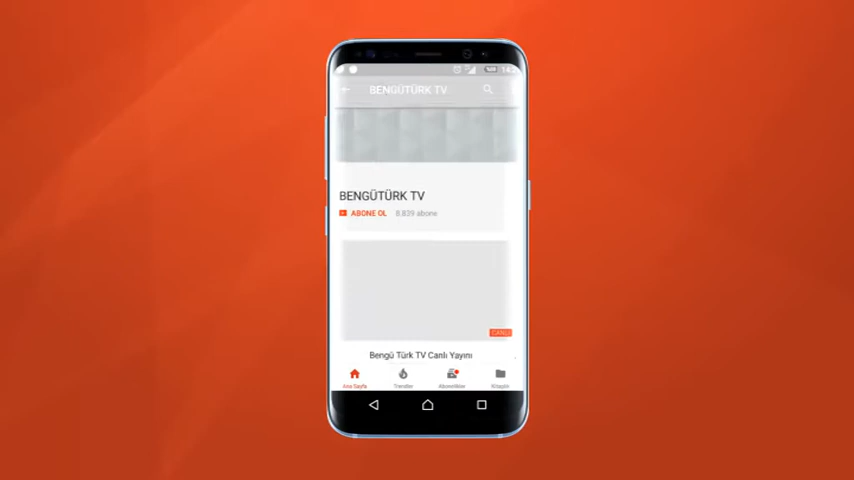 BENGÜTÜRK TV
BENGÜTÜRK TV
ABONE OL 8.839 abone
CANLI
Bengü Türk TV Canlı Yayını
Ana Sayfa Trendler Abonelikler Kitaplık